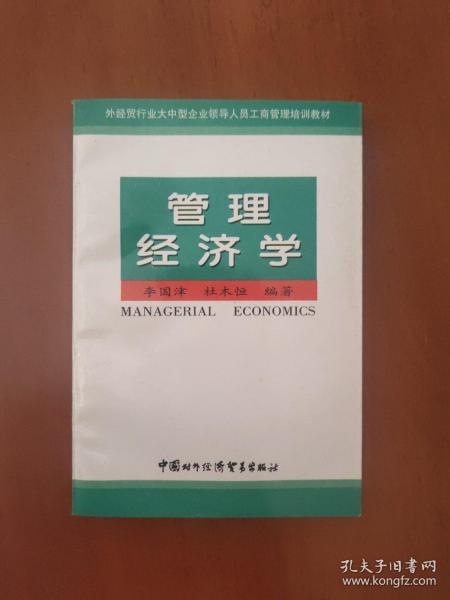 外经贸行业大中型企业领导人员工商管理培训教材
管理
经济学
李国津 杜木恒 编著
MANAGERIAL ECONOMICS
中国对外经济贸易出版社
孔夫子旧书网
www.kongfz.com